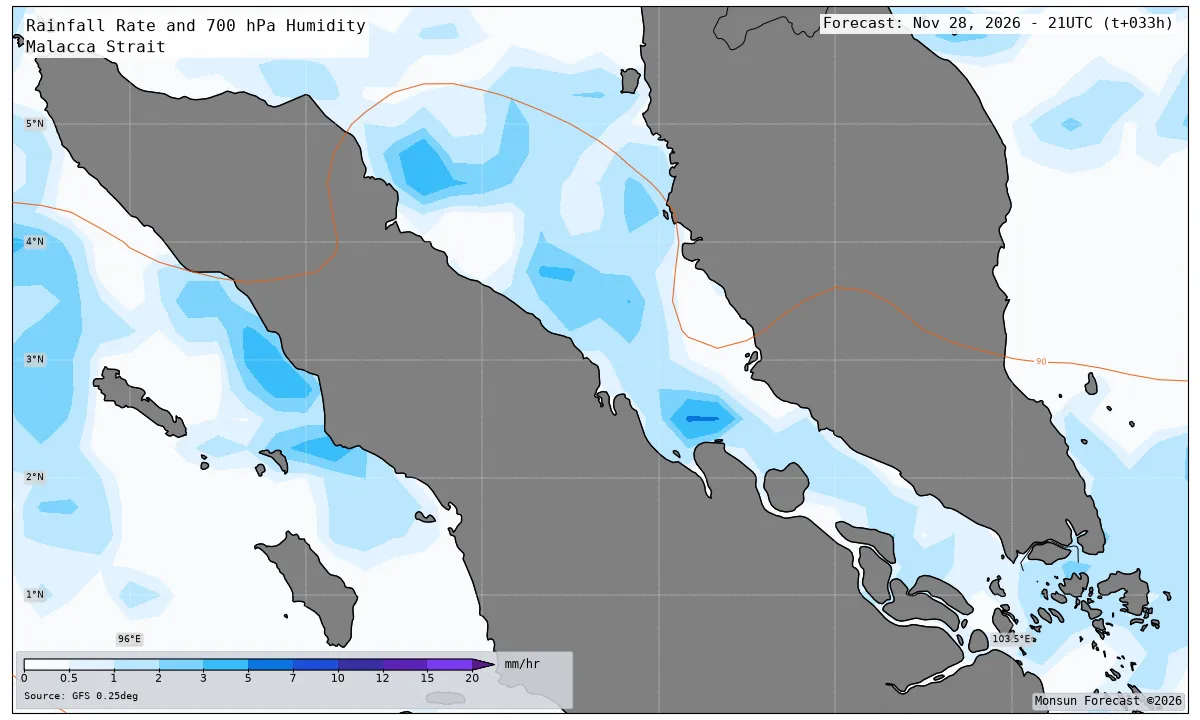 Rainfall Rate and 700 hPa Humidity
Malacca Strait
Forecast: Nov 28, 2026 - 21UTC (t+033h)
5°N
4°N
3°N
2°N
1°N
90
96°E
103.5°E
0 0.5 1 2 3 5 7 10 12 15 20
mm/hr
Source: GFS 0.25deg
Monsun Forecast ©2026